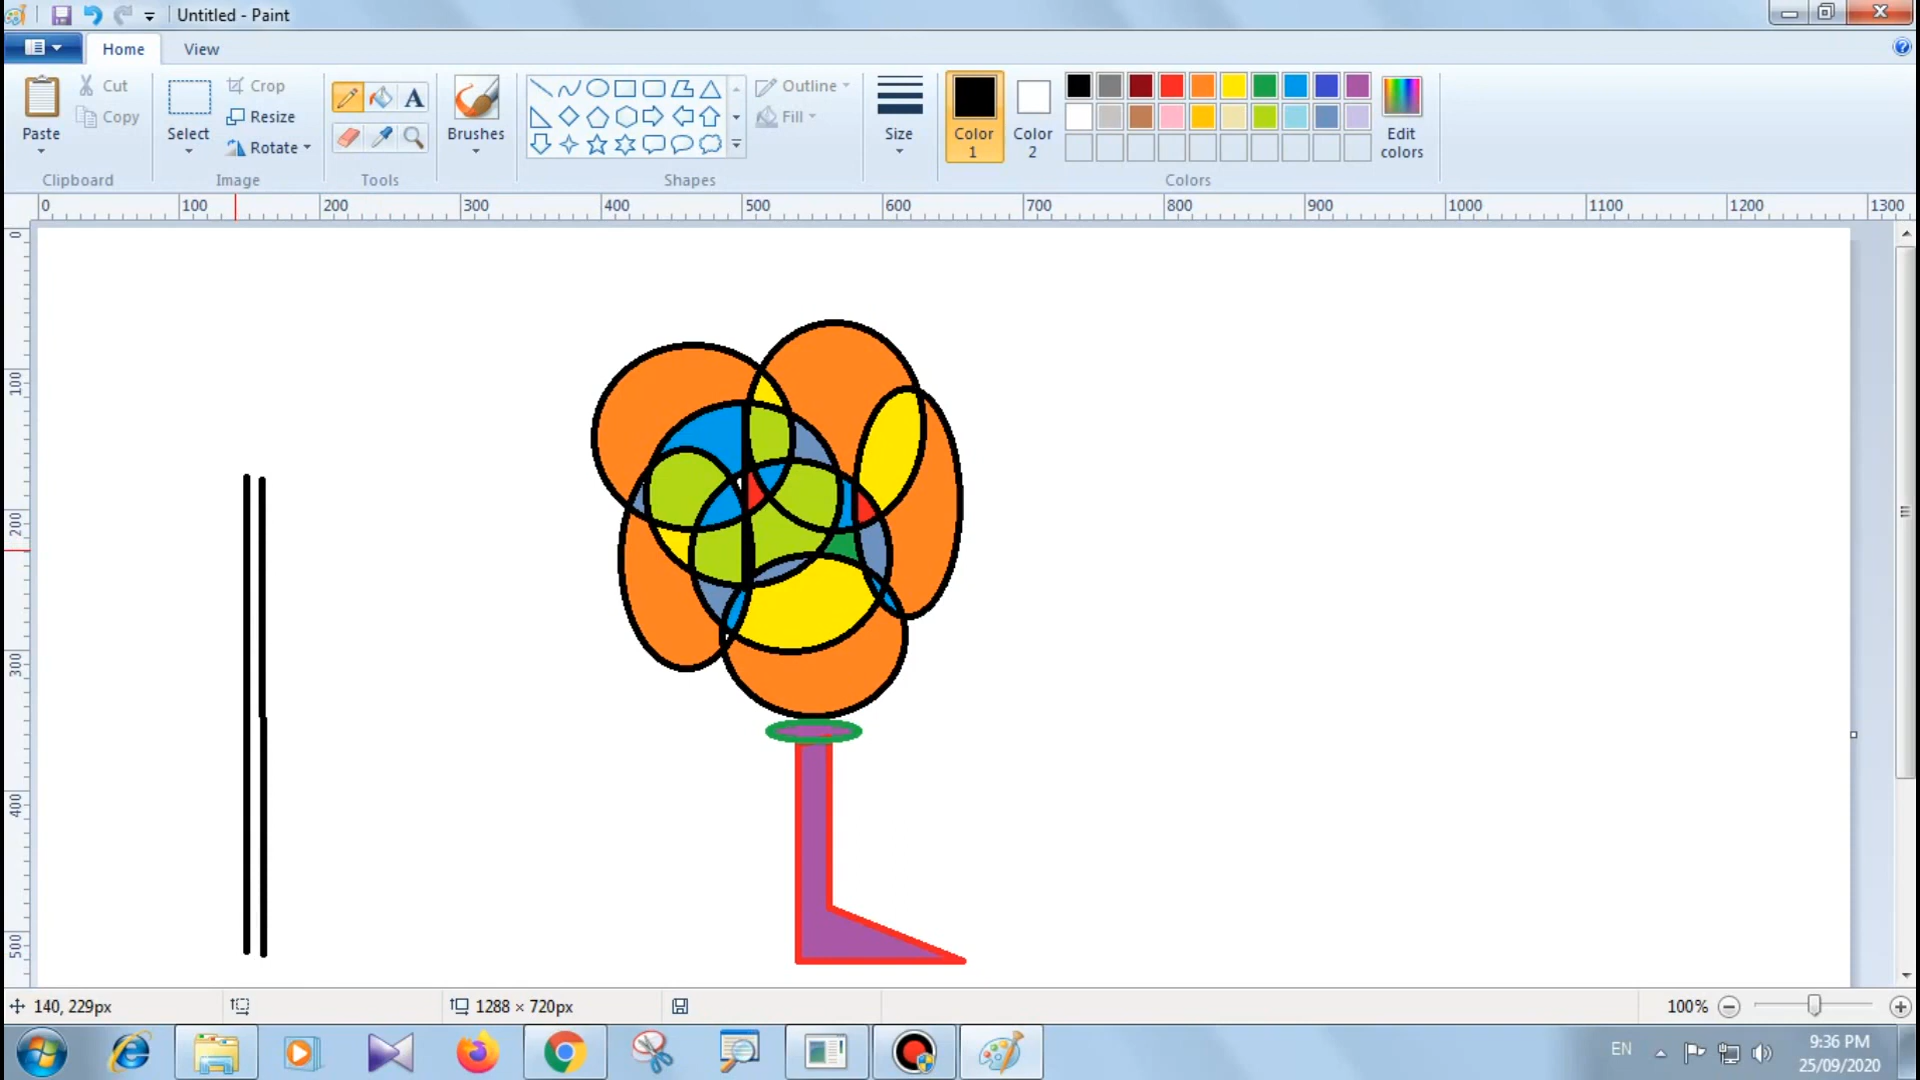 Untitled - Paint
Home View
Paste
Cut
Copy
Clipboard
Select
Crop
Resize
Rotate
Image
A
Tools
Brushes
Shapes
Outline
Fill
Size
Color 1
Color 2
Edit colors
Colors
0 100 200 300 400 500 600 700 800 900 1000 1100 1200 1300
0
100
200
300
400
500
140, 229px
1288 × 720px
100%
EN
9:36 PM
25/09/2020